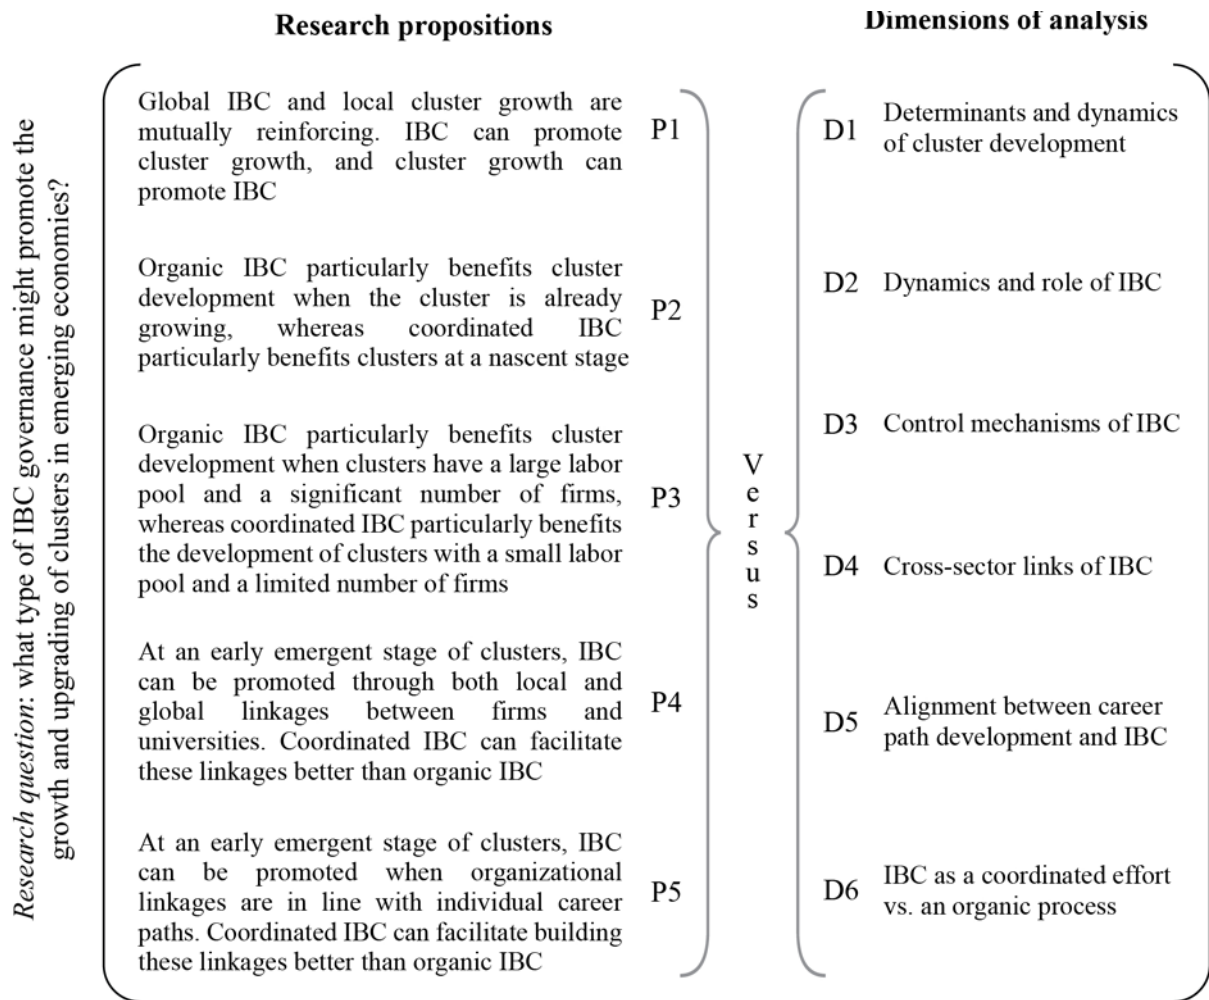 Research propositions
Dimensions of analysis
Research question: what type of IBC governance might promote the
growth and upgrading of clusters in emerging economies?
Global IBC and local cluster growth are
mutually reinforcing. IBC can promote
cluster growth, and cluster growth can
promote IBC
P1
Organic IBC particularly benefits cluster
development when the cluster is already
growing, whereas coordinated IBC
particularly benefits clusters at a nascent stage
P2
Organic IBC particularly benefits cluster
development when clusters have a large labor
pool and a significant number of firms,
whereas coordinated IBC particularly benefits
the development of clusters with a small labor
pool and a limited number of firms
P3
At an early emergent stage of clusters, IBC
can be promoted through both local and
global linkages between firms and
universities. Coordinated IBC can facilitate
these linkages better than organic IBC
P4
At an early emergent stage of clusters, IBC
can be promoted when organizational
linkages are in line with individual career
paths. Coordinated IBC can facilitate building
these linkages better than organic IBC
P5
Versus
D1
Determinants and dynamics
of cluster development
D2
Dynamics and role of IBC
D3
Control mechanisms of IBC
D4
Cross-sector links of IBC
D5
Alignment between career
path development and IBC
D6
IBC as a coordinated effort
vs. an organic process